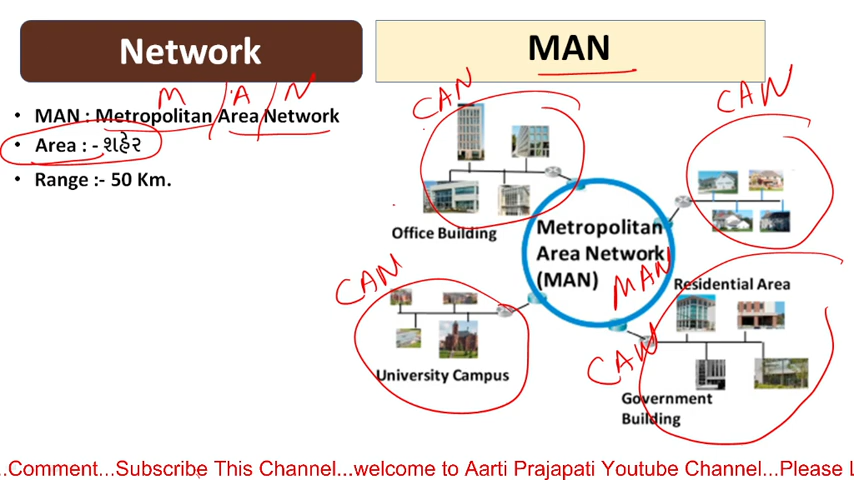 Network
MAN
M A N
• MAN : Metropolitan Area Network
• Area : - શહેર
• Range :- 50 Km.
CAN
CAN
Office Building
Metropolitan
Area Network
(MAN)
MAN
CAN
University Campus
Residential Area
CAN
Government
Building
..Comment...Subscribe This Channel...welcome to Aarti Prajapati Youtube Channel...Please L